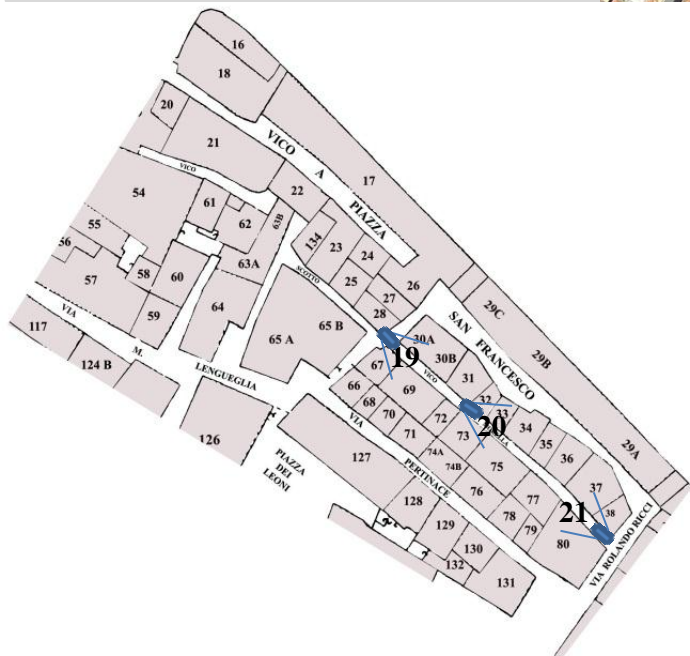 16
18
20
21
VICO
A
PIAZZA
17
VICO
22
54
61
62
63B
134
23
24
55
56
58
60
63A
SCOTTO
25
27
26
57
59
64
28
29C
VIA
M.
LENGUEGLIA
117
124 B
65 A
65 B
SAN FRANCESCO
29B
30A
19
30B
31
67
VICO
66
68
69
70
71
72
32
33
20
34
35
36
29A
126
VIA
PERTINACE
73
74A
74B
75
76
77
37
38
21
127
PIAZZA
DEI
LEONI
128
78
79
80
129
130
132
131
VIA ROLANDO RICCI